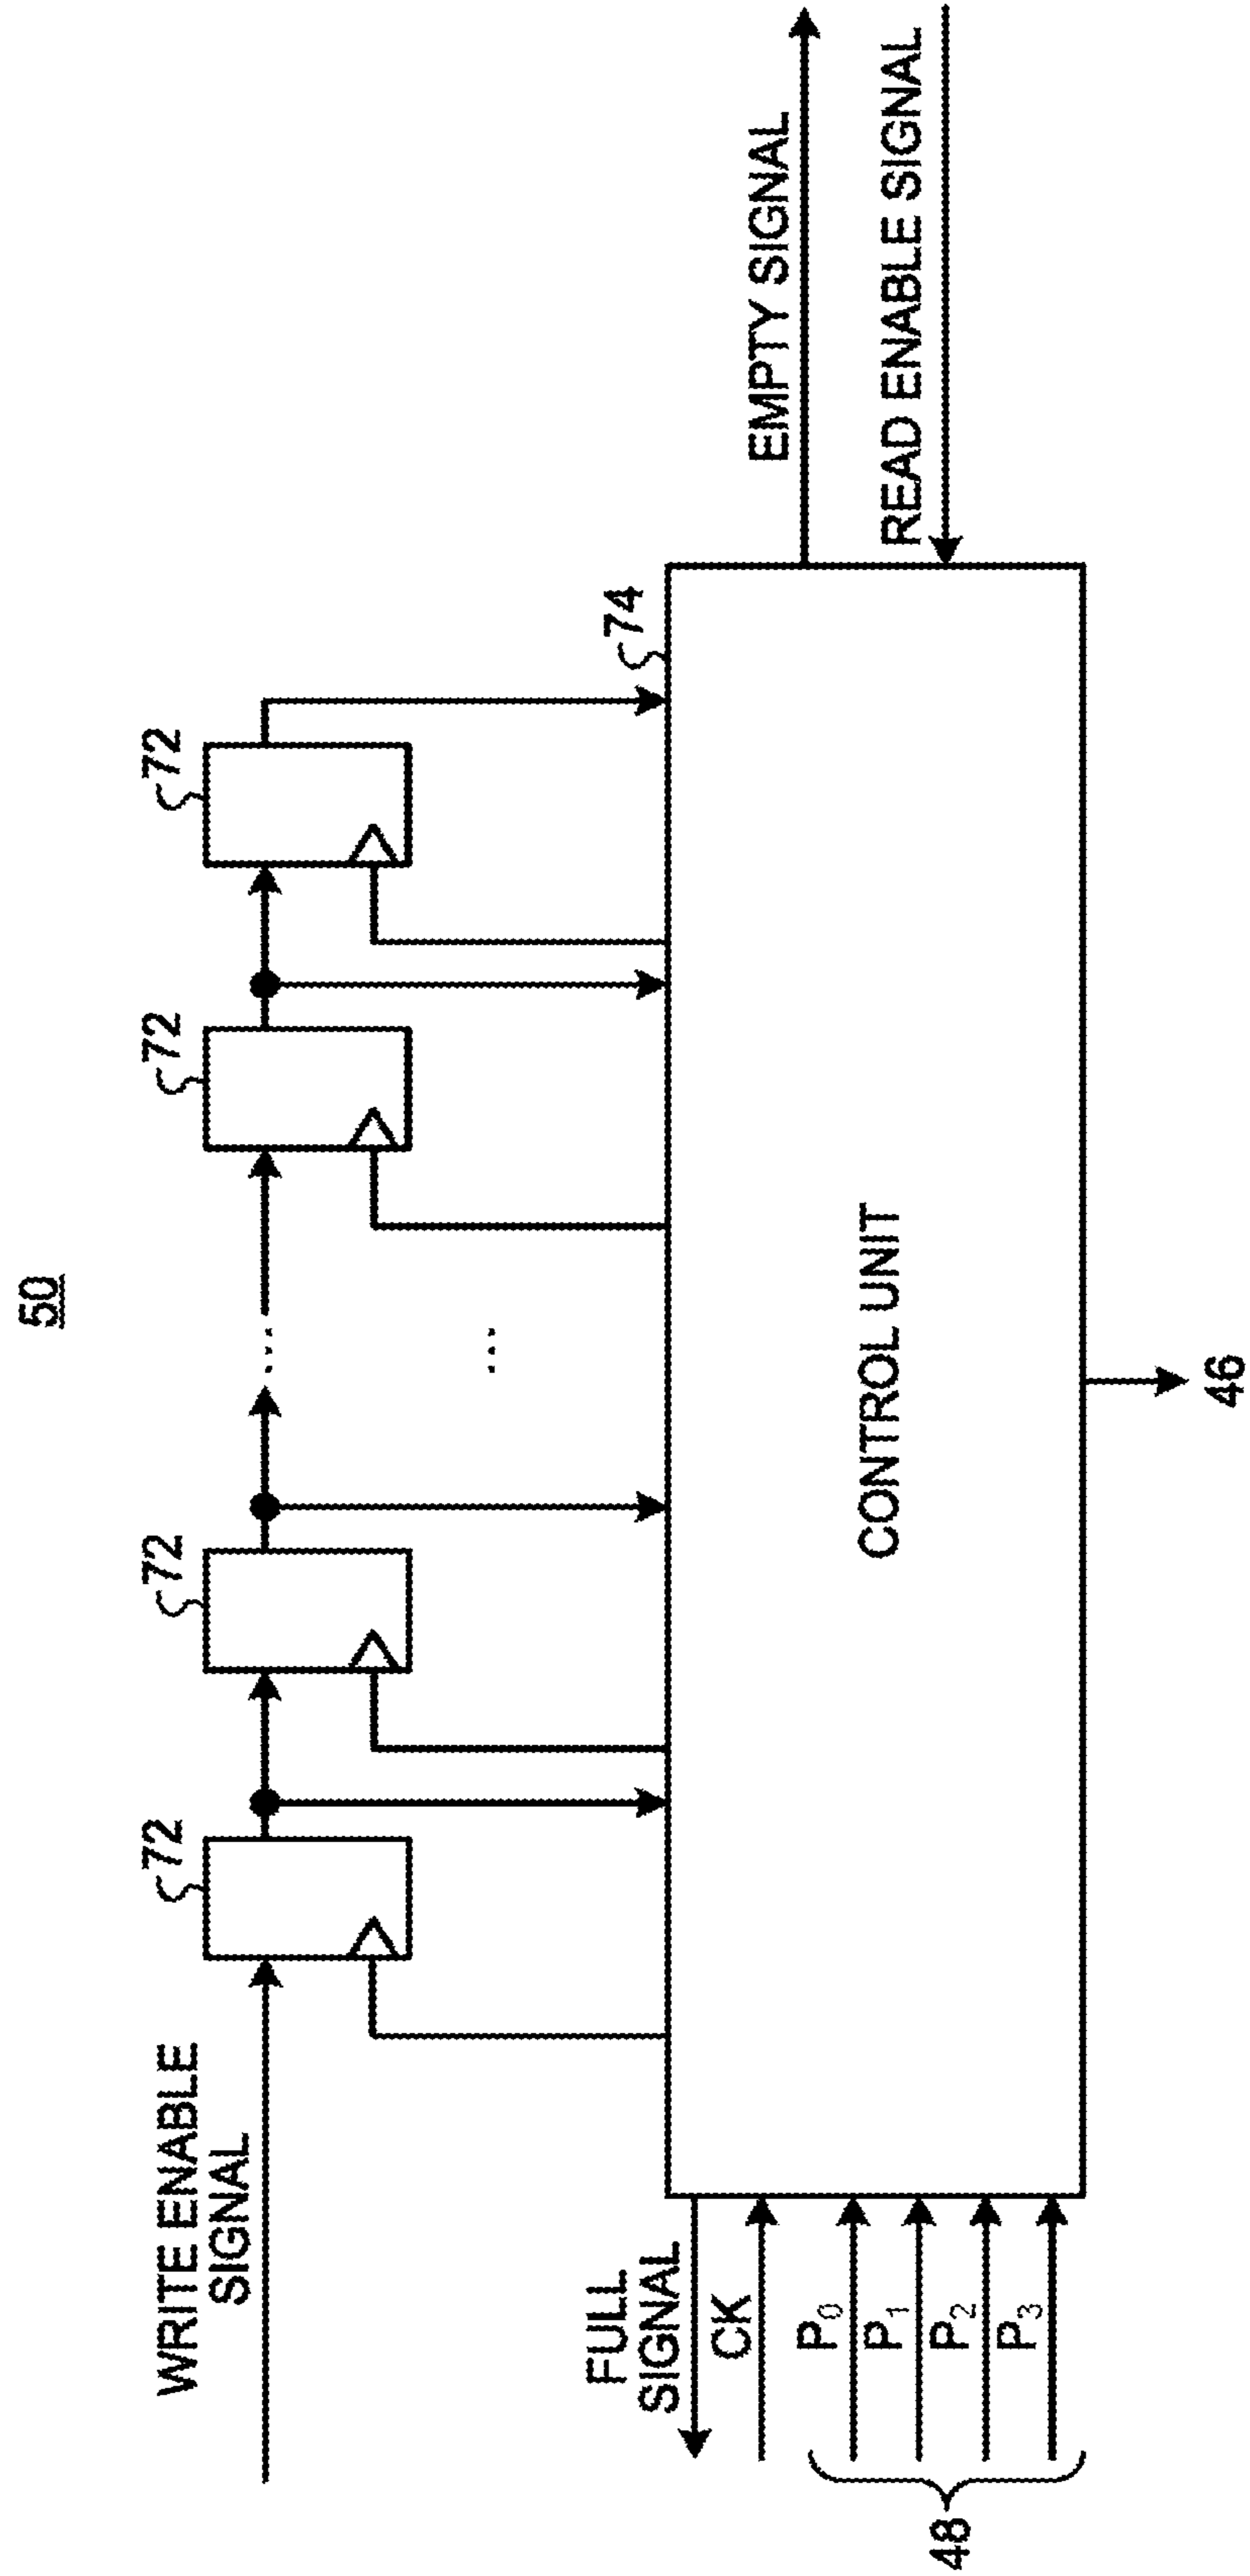 50
WRITE ENABLE
SIGNAL
72
72
72
72
74
FULL
SIGNAL
CK
P0
P1
P2
P3
48
CONTROL UNIT
EMPTY SIGNAL
READ ENABLE SIGNAL
46